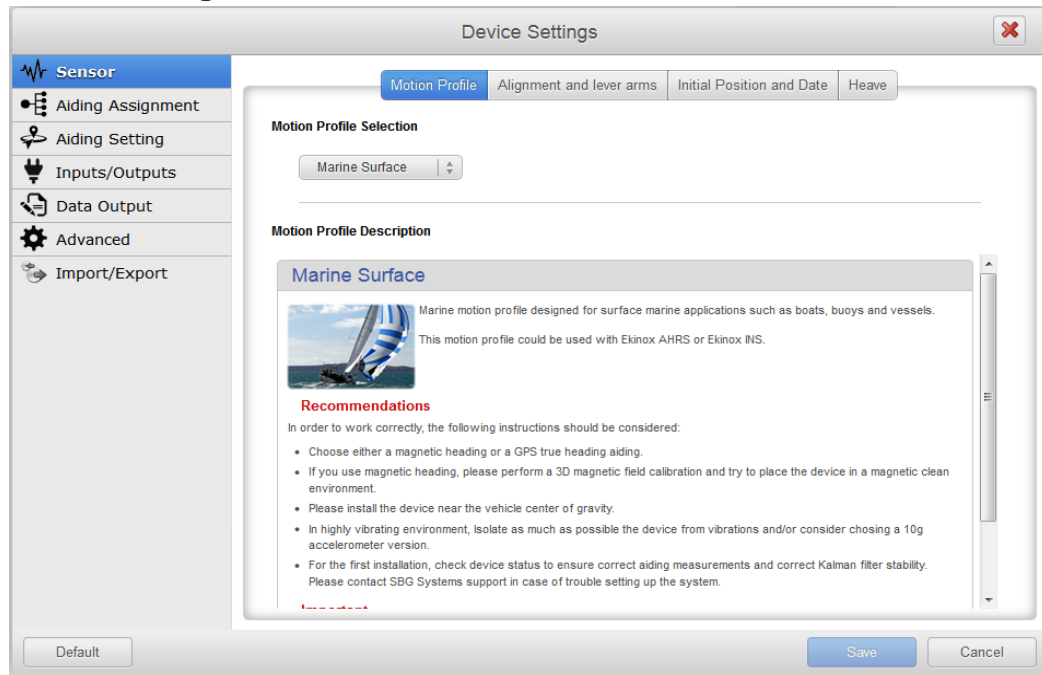 Device Settings
Sensor
Aiding Assignment
Aiding Setting
Inputs/Outputs
Data Output
Advanced
Import/Export
Motion Profile
Alignment and lever arms
Initial Position and Date
Heave
Motion Profile Selection
Marine Surface
Motion Profile Description
Marine Surface
Marine motion profile designed for surface marine applications such as boats, buoys and vessels.
This motion profile could be used with Ekinox AHRS or Ekinox INS.
Recommendations
In order to work correctly, the following instructions should be considered:
• Choose either a magnetic heading or a GPS true heading aiding.
• If you use magnetic heading, please perform a 3D magnetic field calibration and try to place the device in a magnetic clean
environment.
• Please install the device near the vehicle center of gravity.
• In highly vibrating environment, Isolate as much as possible the device from vibrations and/or consider chosing a 10g
accelerometer version.
• For the first installation, check device status to ensure correct aiding measurements and correct Kalman filter stability.
Please contact SBG Systems support in case of trouble setting up the system.
Important
Default
Save
Cancel